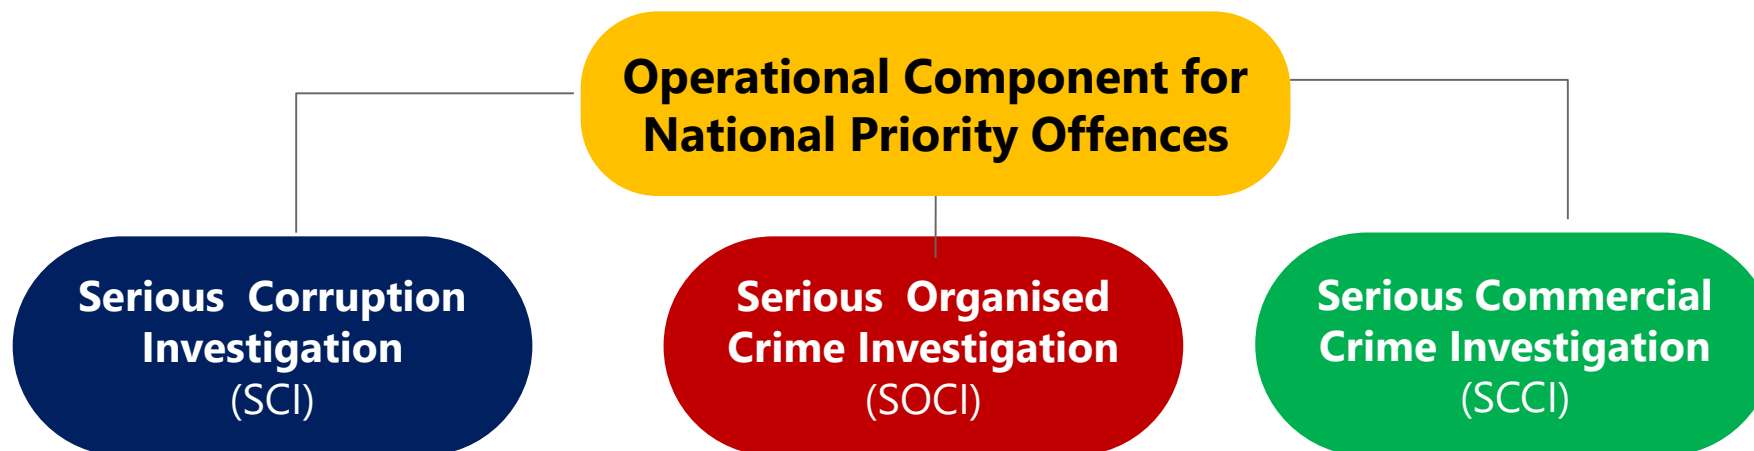 Operational Component for
National Priority Offences
Serious  Corruption
Investigation
(SCI)
Serious  Organised
Crime Investigation
(SOCI)
Serious Commercial
Crime Investigation
(SCCI)